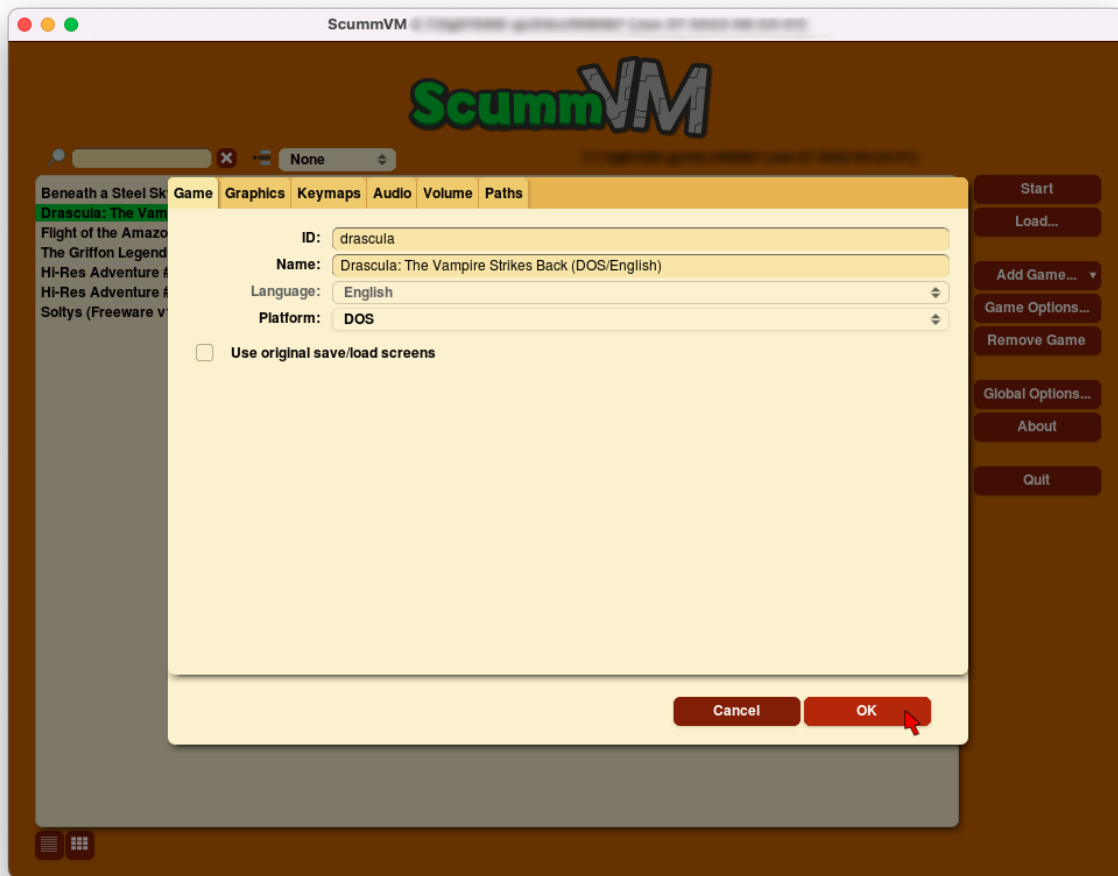 ScummVM
ScummVM
None
Beneath a Steel Sk
Drascula: The Vam
Flight of the Amazo
The Griffon Legend
Hi-Res Adventure #
Hi-Res Adventure #
Soltys (Freeware v
Game Graphics Keymaps Audio Volume Paths
ID: drascula
Name: Drascula: The Vampire Strikes Back (DOS/English)
Language: English
Platform: DOS
Use original save/load screens
Cancel OK
Start
Load...
Add Game...
Game Options...
Remove Game
Global Options...
About
Quit